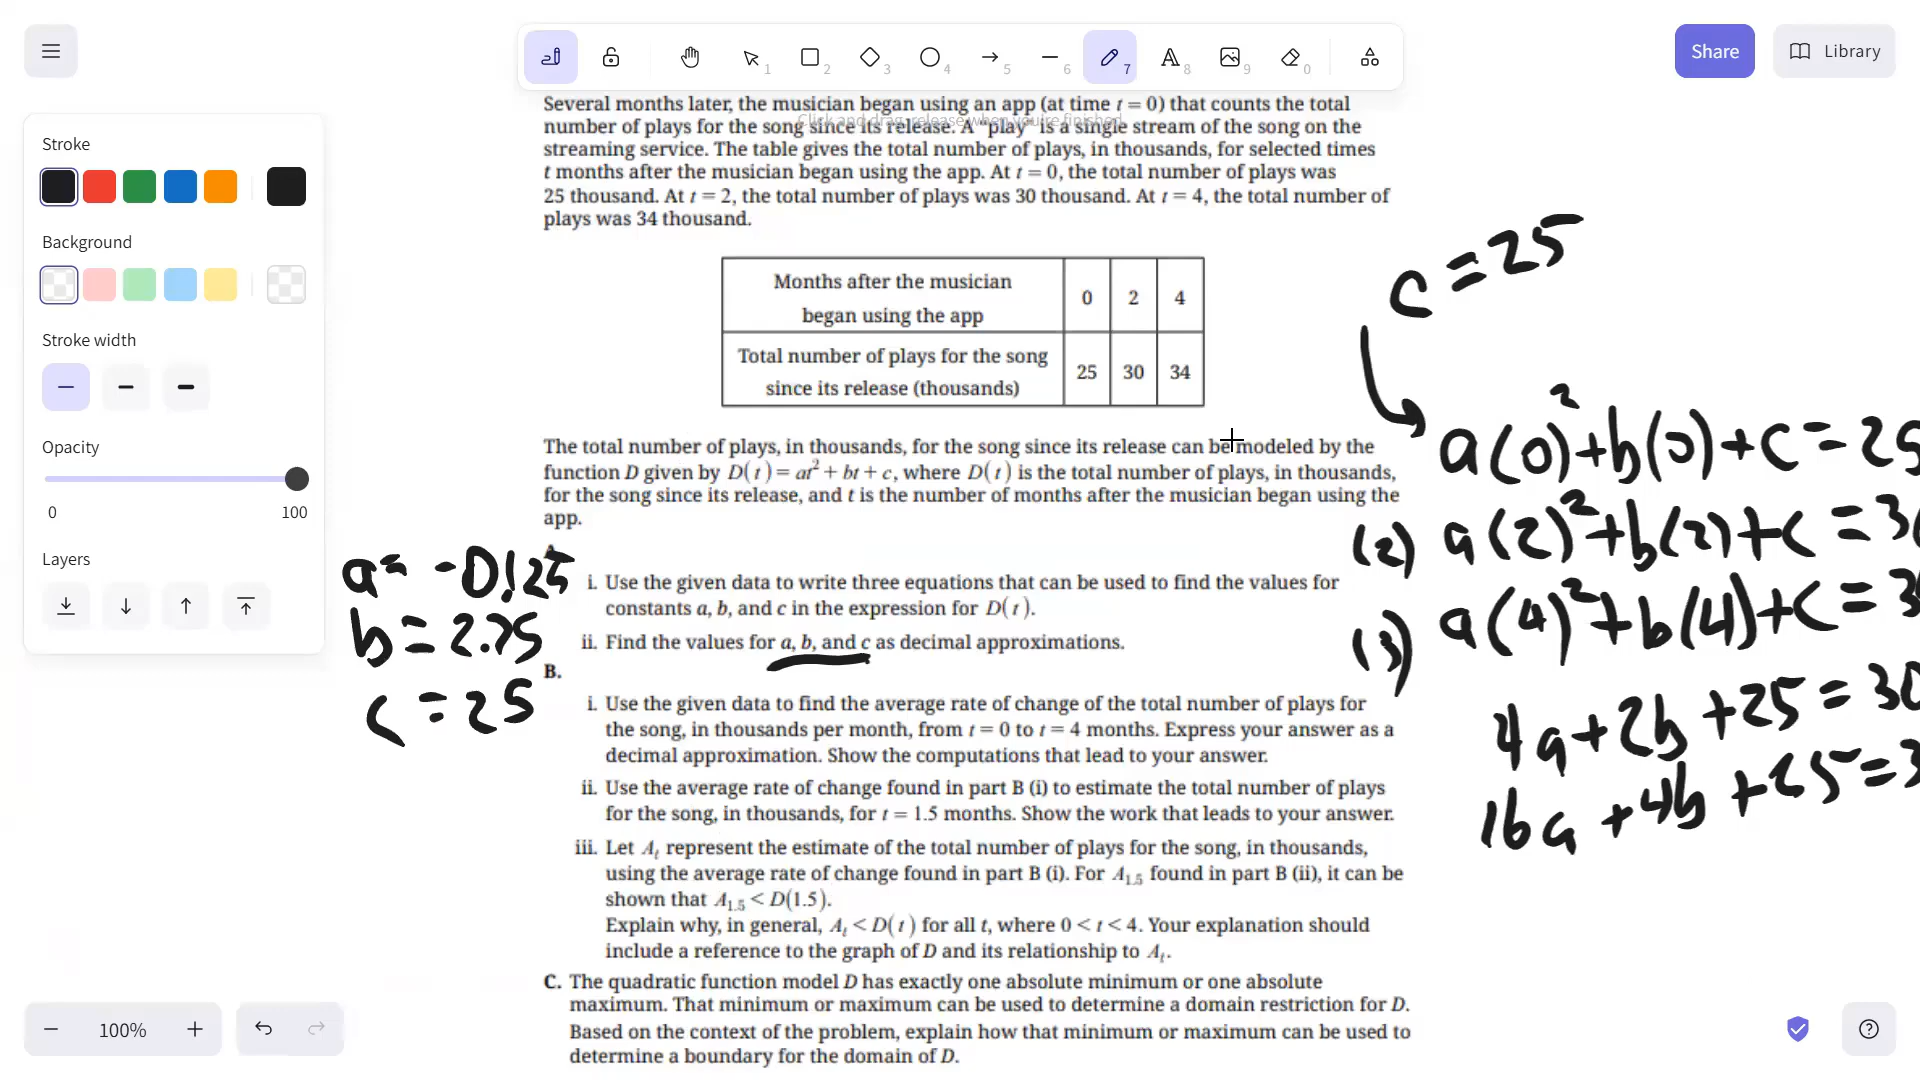 Share
Library
1 2 3 4 5 6 7 8 9 0
Click and drag, release when you're finished
Stroke
Background
Stroke width
Opacity
0 100
Layers
100%
Several months later, the musician began using an app (at time t = 0) that counts the total
number of plays for the song since its release. A "play" is a single stream of the song on the
streaming service. The table gives the total number of plays, in thousands, for selected times
t months after the musician began using the app. At t = 0, the total number of plays was
25 thousand. At t = 2, the total number of plays was 30 thousand. At t = 4, the total number of
plays was 34 thousand.
Months after the musician
began using the app
0 2 4
Total number of plays for the song
since its release (thousands)
25 30 34
The total number of plays, in thousands, for the song since its release can be modeled by the
function D given by D(t) = at² + bt + c, where D(t) is the total number of plays, in thousands,
for the song since its release, and t is the number of months after the musician began using the
app.
A.
i. Use the given data to write three equations that can be used to find the values for
constants a, b, and c in the expression for D(t).
ii. Find the values for a, b, and c as decimal approximations.
B.
i. Use the given data to find the average rate of change of the total number of plays for
the song, in thousands per month, from t = 0 to t = 4 months. Express your answer as a
decimal approximation. Show the computations that lead to your answer.
ii. Use the average rate of change found in part B (i) to estimate the total number of plays
for the song, in thousands, for t = 1.5 months. Show the work that leads to your answer.
iii. Let Aₜ represent the estimate of the total number of plays for the song, in thousands,
using the average rate of change found in part B (i). For A₁.₅ found in part B (ii), it can be
shown that A₁.₅ < D(1.5).
Explain why, in general, Aₜ < D(t) for all t, where 0 < t < 4. Your explanation should
include a reference to the graph of D and its relationship to Aₜ.
C. The quadratic function model D has exactly one absolute minimum or one absolute
maximum. That minimum or maximum can be used to determine a domain restriction for D.
Based on the context of the problem, explain how that minimum or maximum can be used to
determine a boundary for the domain of D.
a = -0.125
b = 2.75
c = 25
c = 25
a(0)²+b(0)+c=25
(2) a(2)²+b(2)+c=30
(3) a(4)²+b(4)+c=3
4a+2b+25=30
16a+4b+25=3